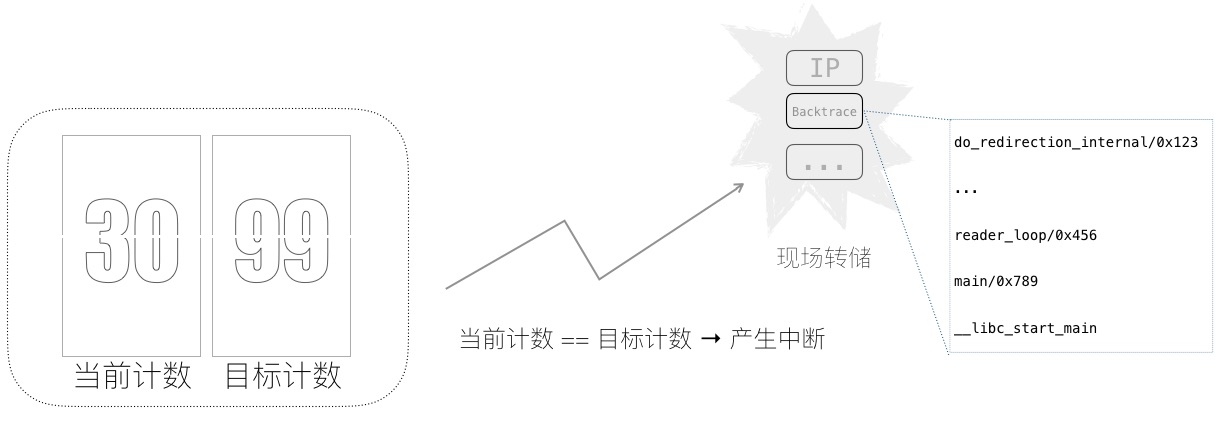 30
99
当前计数
目标计数
当前计数 == 目标计数 → 产生中断
IP
Backtrace
...
现场转储
do_redirection_internal/0x123
...
reader_loop/0x456
main/0x789
__libc_start_main